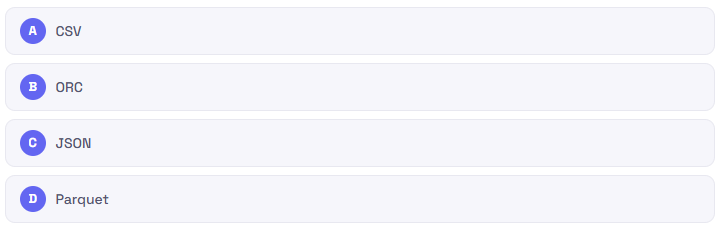 A CSV
B ORC
C JSON
D Parquet